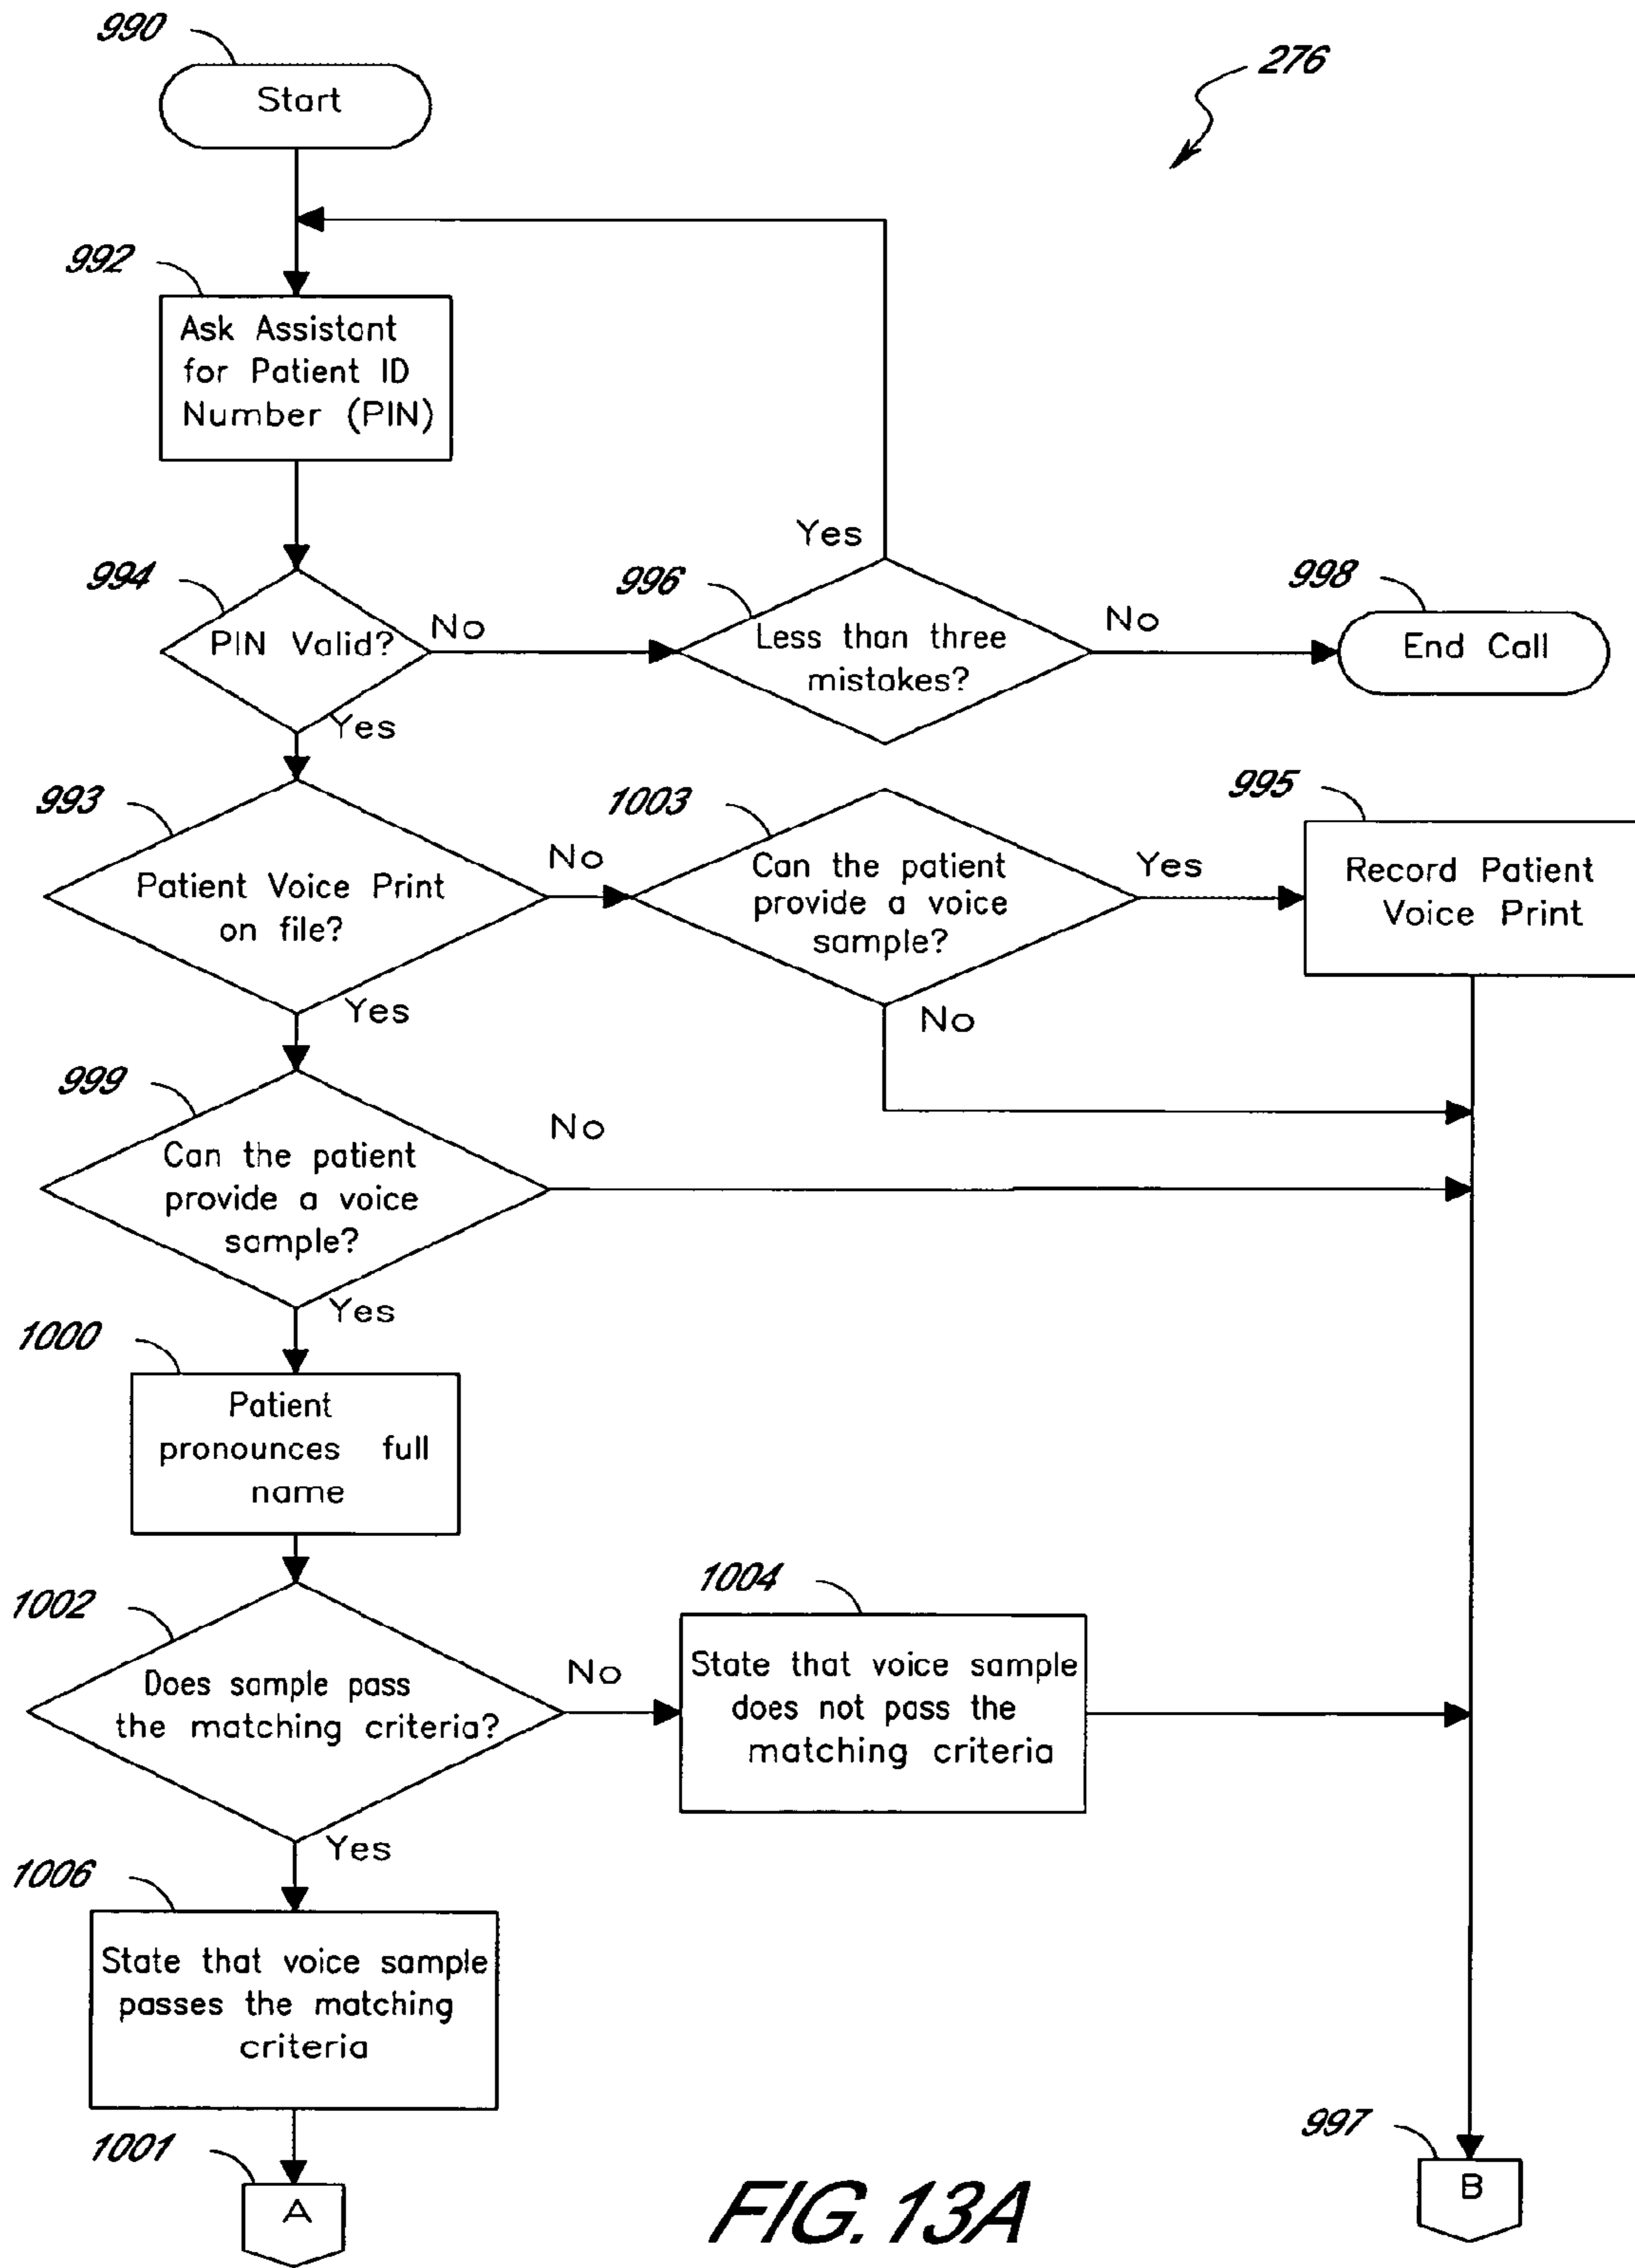 990
Start
276
992
Ask Assistant
for Patient ID
Number (PIN)
994
PIN Valid?
No
Yes
996
Yes
Less than three
mistakes?
No
998
End Call
993
Patient Voice Print
on file?
No
Yes
1003
Can the patient
provide a voice
sample?
Yes
No
995
Record Patient
Voice Print
999
Can the patient
provide a voice
sample?
No
Yes
1000
Patient
pronounces full
name
1002
Does sample pass
the matching criteria?
No
Yes
1004
State that voice sample
does not pass the
matching criteria
1006
State that voice sample
passes the matching
criteria
1001
A
997
B
FIG. 13A